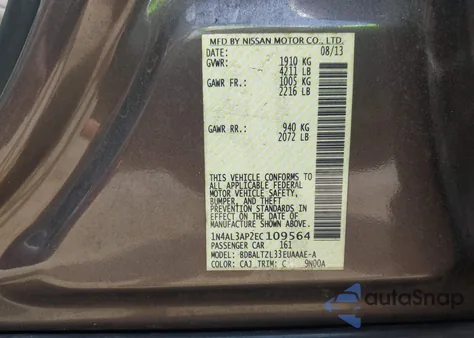 MFD BY NISSAN MOTOR CO., LTD.
DATE: 08/13
GVWR: 1910 KG
4211 LB
GAWR FR: 1005 KG
2216 LB
GAWR RR: 940 KG
2072 LB
THIS VEHICLE CONFORMS TO
ALL APPLICABLE FEDERAL
MOTOR VEHICLE SAFETY,
BUMPER, AND THEFT
PREVENTION STANDARDS IN
EFFECT ON THE DATE OF
MANUFACTURE SHOWN ABOVE.
1N4AL3AP2EC109564
PASSENGER CAR 161
MODEL: BDBALTZL33EUAAAE-A
COLOR: CAJ TRIM: 9N00A
autoSnap